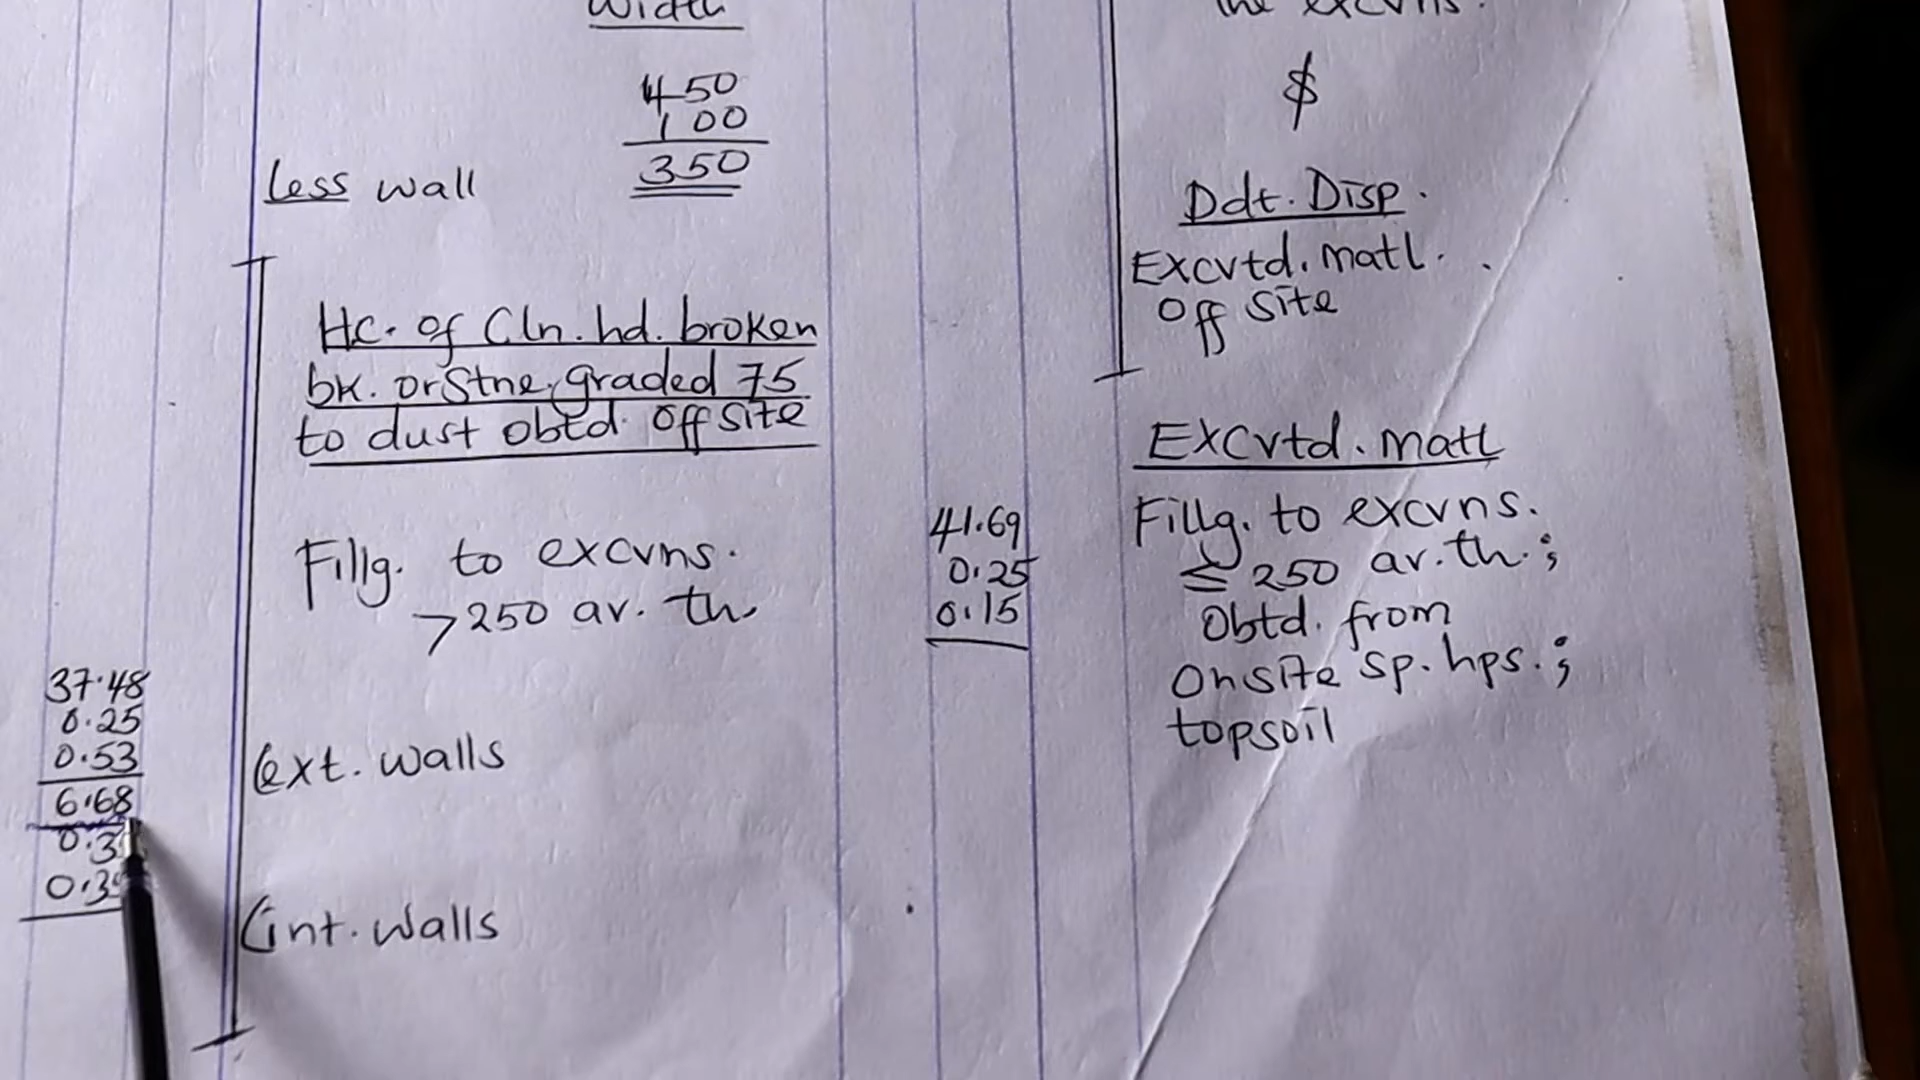 Width
450
100
350
Less wall
Hc. of Cln. hd. broken
bk. or Stne. graded 75
to dust obtd. off site
Fillg. to excvns.
>250 av. th.
37.48
0.25
0.53
ext. walls
6.68
int. walls
the excvns.
$
Ddt. Disp.
Excvtd. matl.
off site
Excvtd. matl
41.69
0.25
0.15
Fillg. to excvns.
≤ 250 av. th.;
Obtd. from
onsite sp. hps.;
topsoil